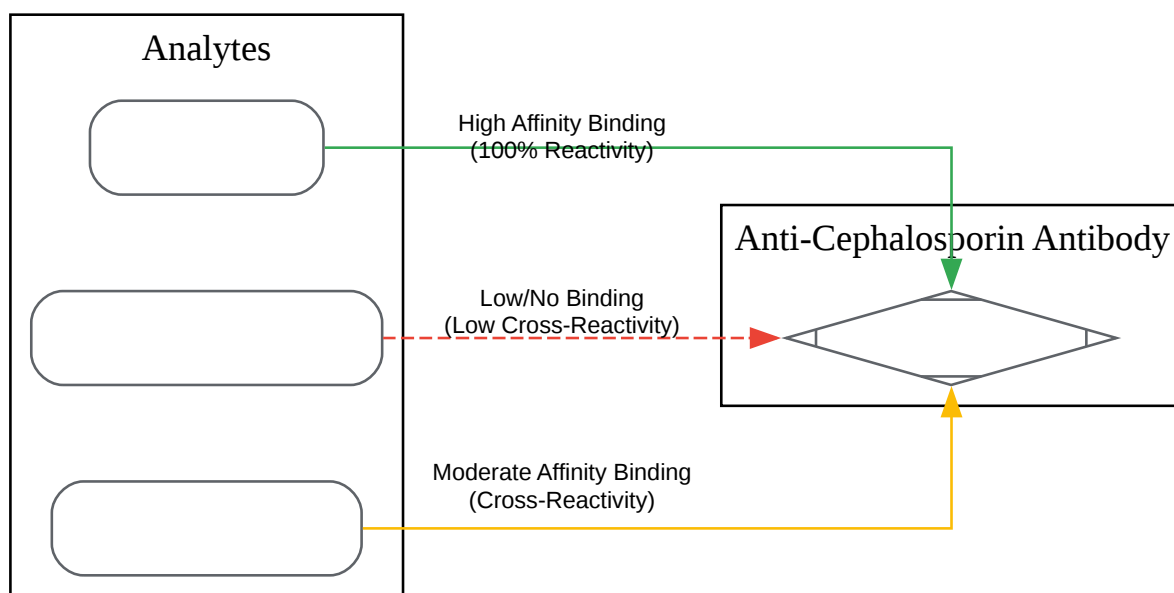 Analytes
High Affinity Binding
(100% Reactivity)
Anti-Cephalosporin Antibody
Low/No Binding
(Low Cross-Reactivity)
Moderate Affinity Binding
(Cross-Reactivity)